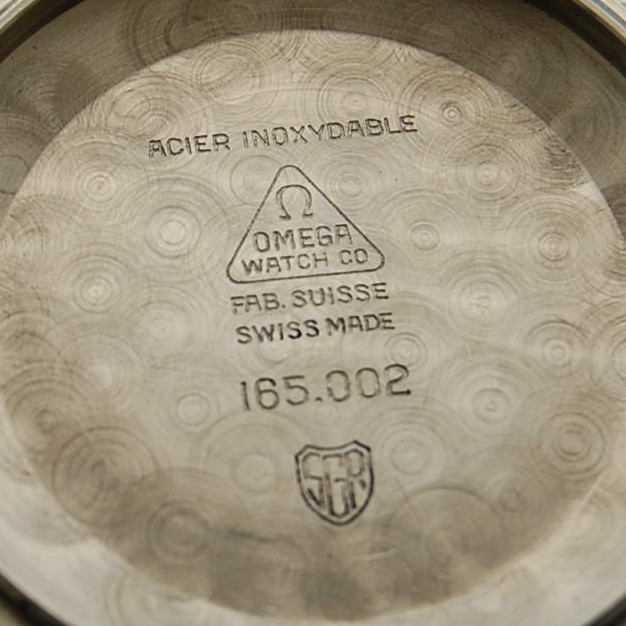 ACIER INOXYDABLE
Ω
OMEGA
WATCH CO
FAB. SUISSE
SWISS MADE
165.002
SGR